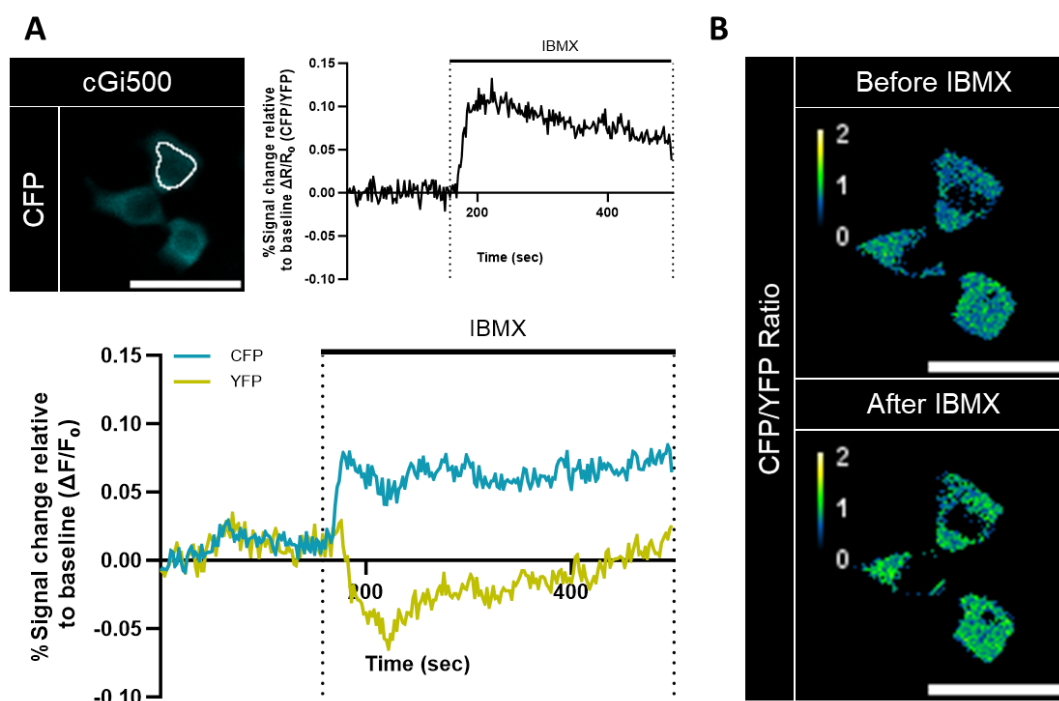 A
cGi500
CFP
%Signal change relative
to baseline ΔR/R₀ (CFP/YFP)
IBMX
0.15
0.10
0.05
0.00
-0.05
-0.10
200
400
Time (sec)
%Signal change relative
to baseline (ΔF/F₀)
IBMX
CFP
YFP
0.15
0.10
0.05
0.00
-0.05
-0.10
200
400
Time (sec)
B
CFP/YFP Ratio
Before IBMX
2
1
0
After IBMX
2
1
0